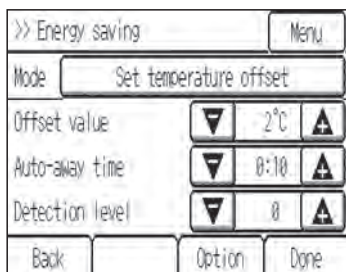 >> Energy saving Menu
Mode Set temperature offset
Offset value 2°C
Auto-away time 0:10
Detection level 0
Back Option Done